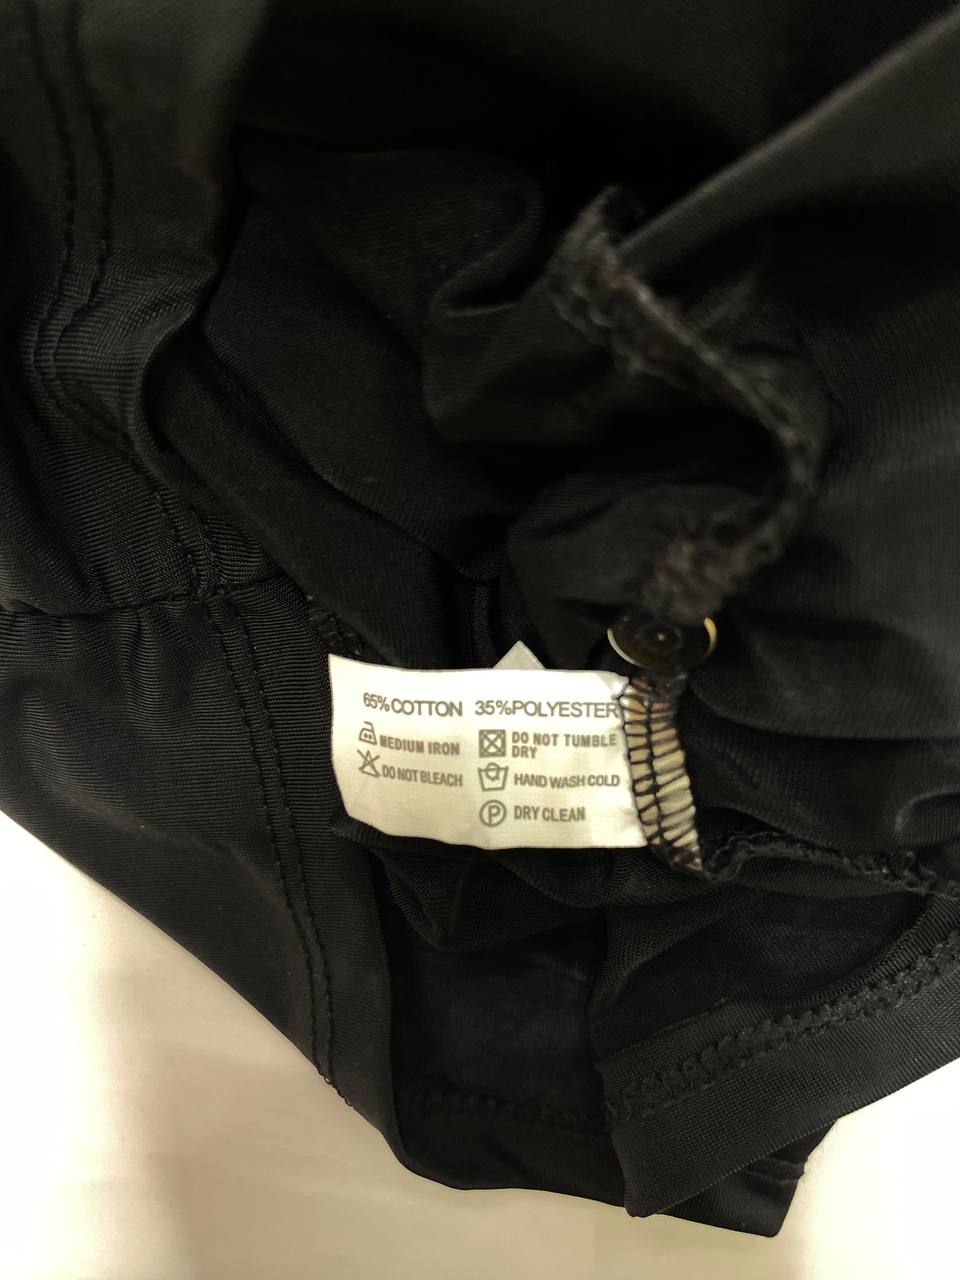 65%COTTON 35%POLYESTER
MEDIUM IRON
DO NOT TUMBLE
DRY
DO NOT BLEACH
HAND WASH COLD
P DRY CLEAN